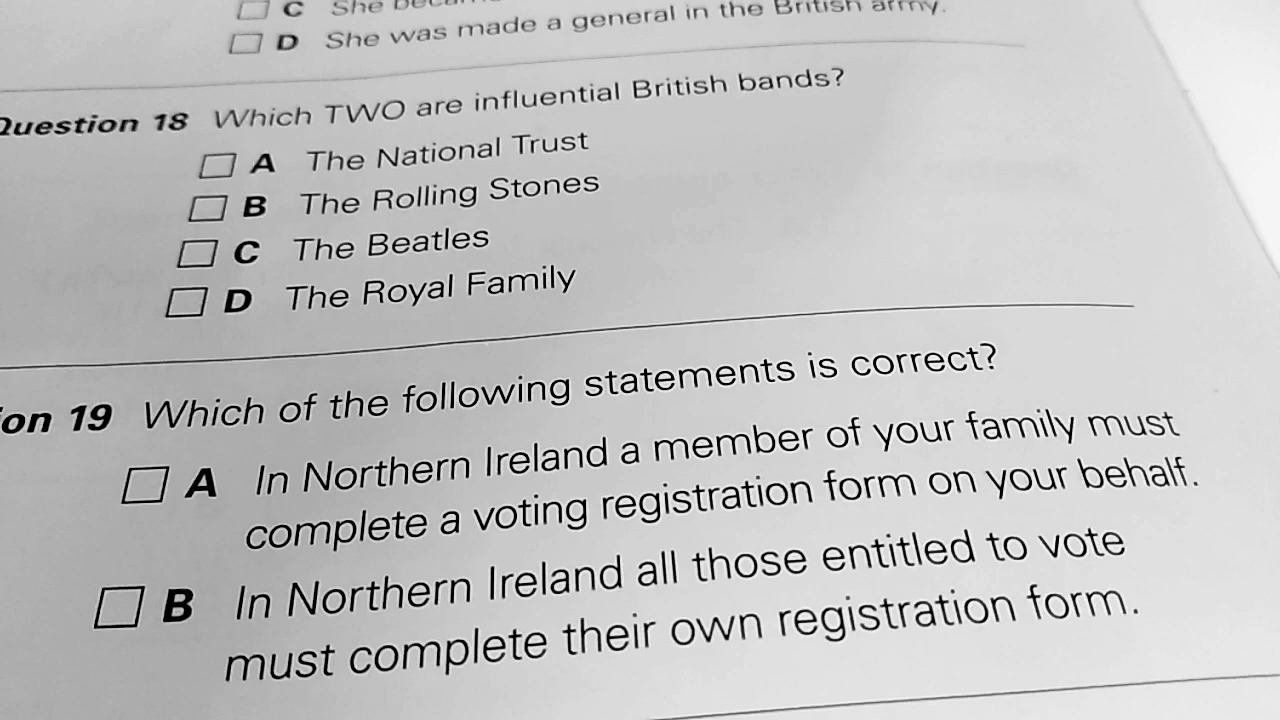 C She
D She was made a general in the British army.
Question 18 Which TWO are influential British bands?
A The National Trust
B The Rolling Stones
C The Beatles
D The Royal Family
on 19 Which of the following statements is correct?
A In Northern Ireland a member of your family must
complete a voting registration form on your behalf.
B In Northern Ireland all those entitled to vote
must complete their own registration form.